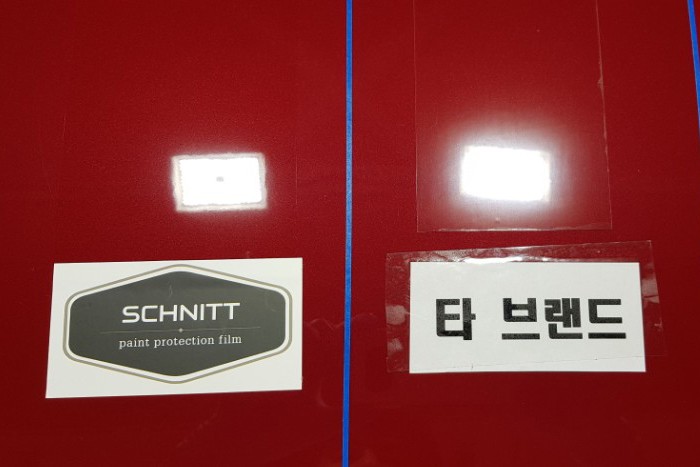 SCHNITT
paint protection film
타 브랜드